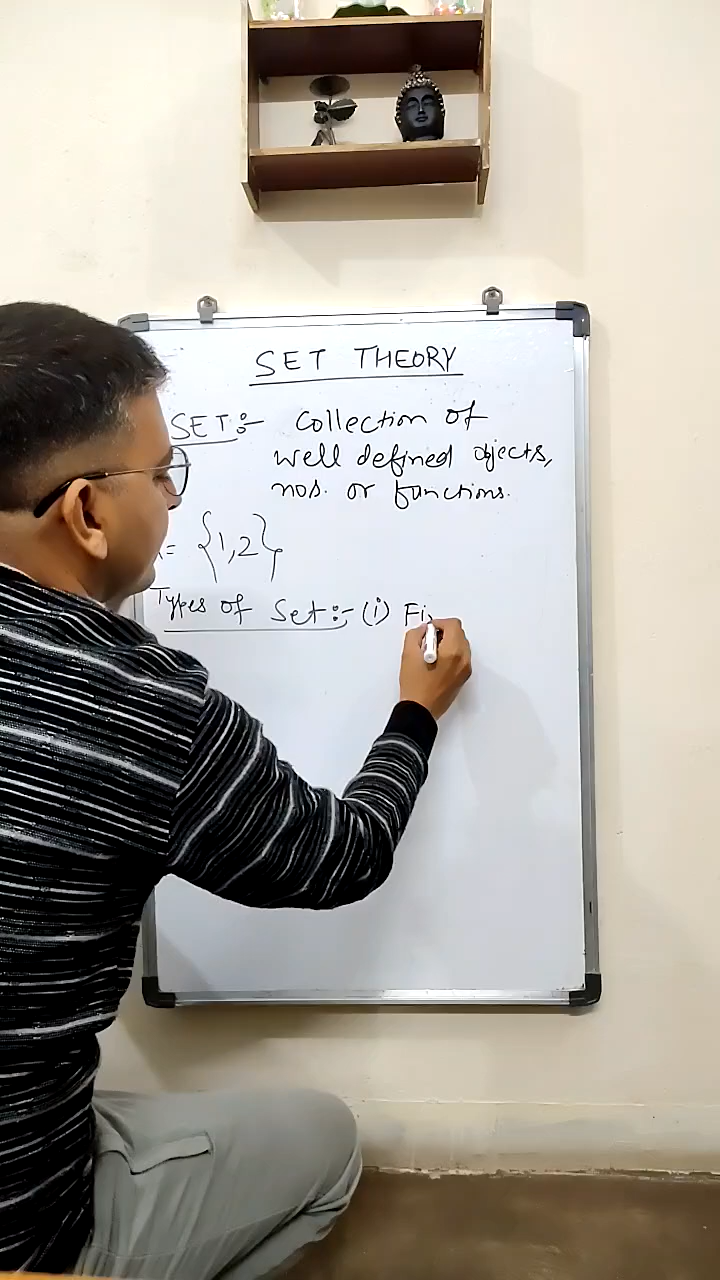 SET THEORY
SET:- Collection of
well defined objects,
nos. or functions.
= {1,2}
Types of Set:- (i) Fi